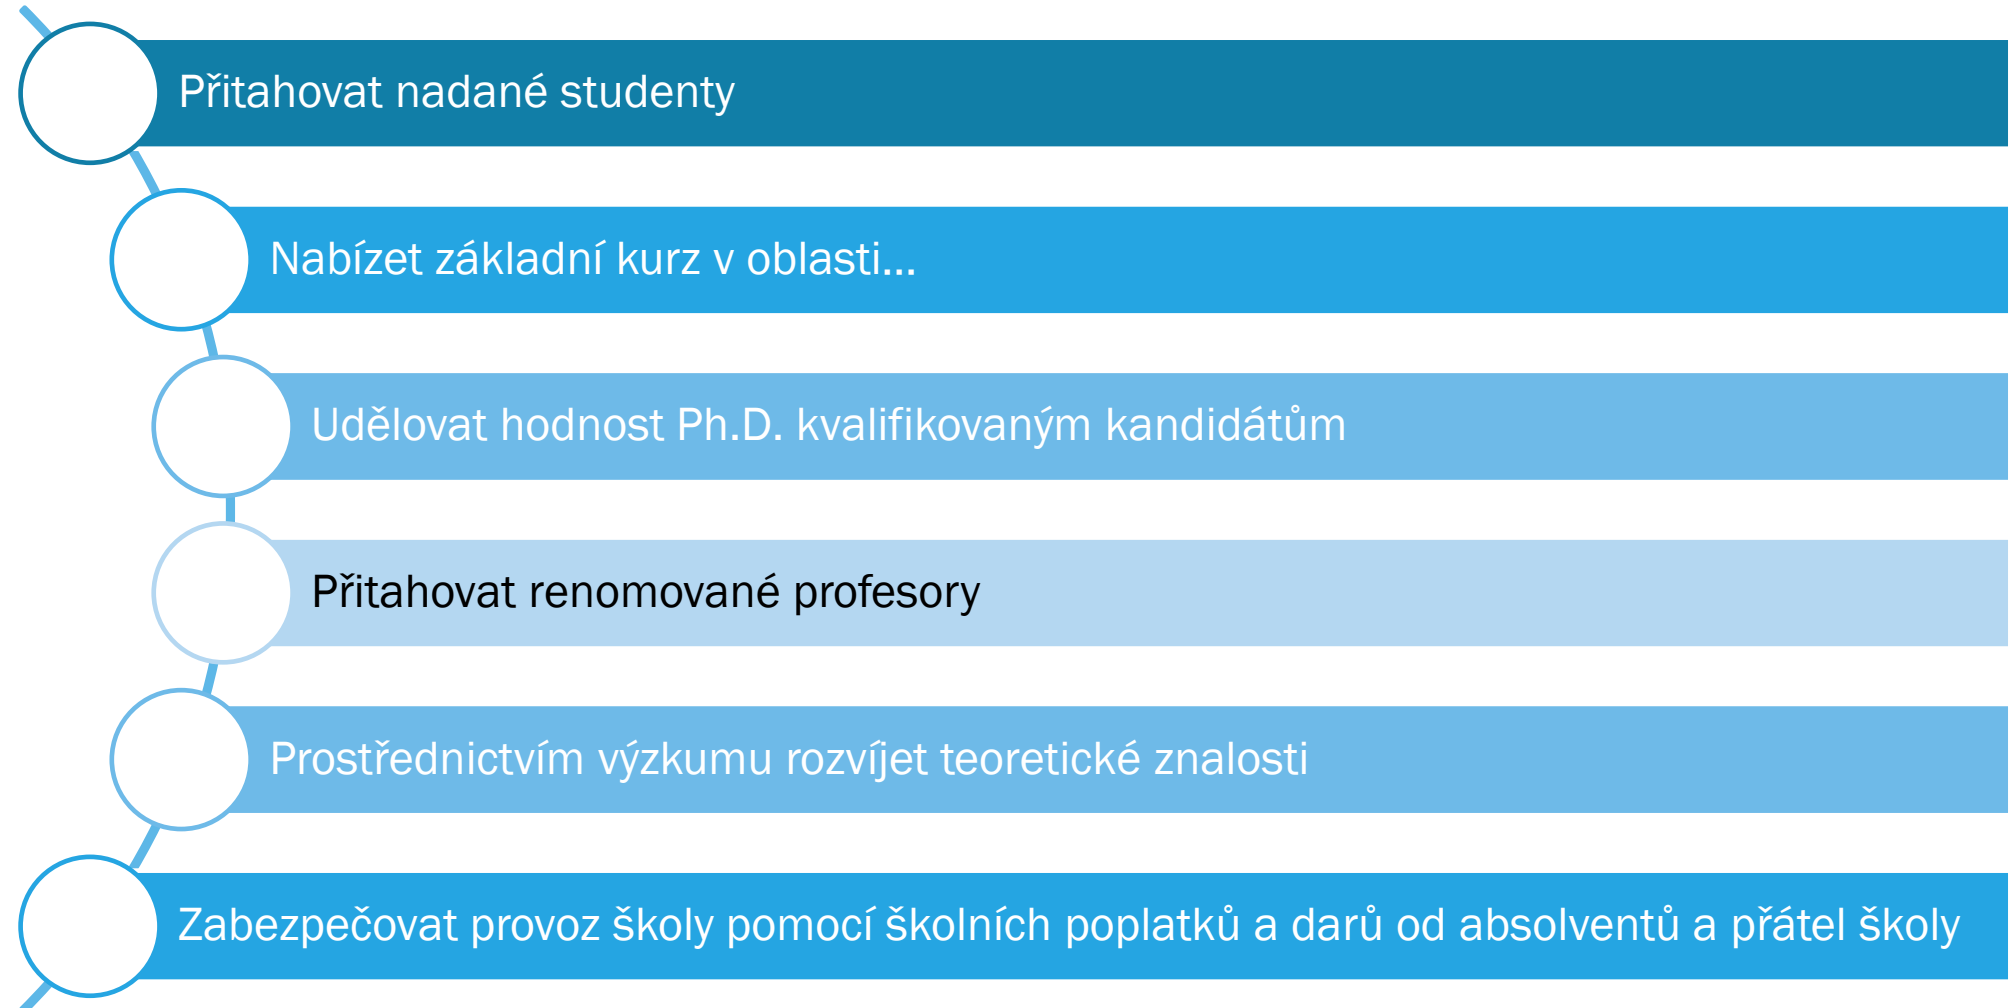 Přitahovat nadané studenty
Nabízet základní kurz v oblasti...
Udělovat hodnost Ph.D. kvalifikovaným kandidátům
Přitahovat renomované profesory
Prostřednictvím výzkumu rozvíjet teoretické znalosti
Zabezpečovat provoz školy pomocí školních poplatků a darů od absolventů a přátel školy